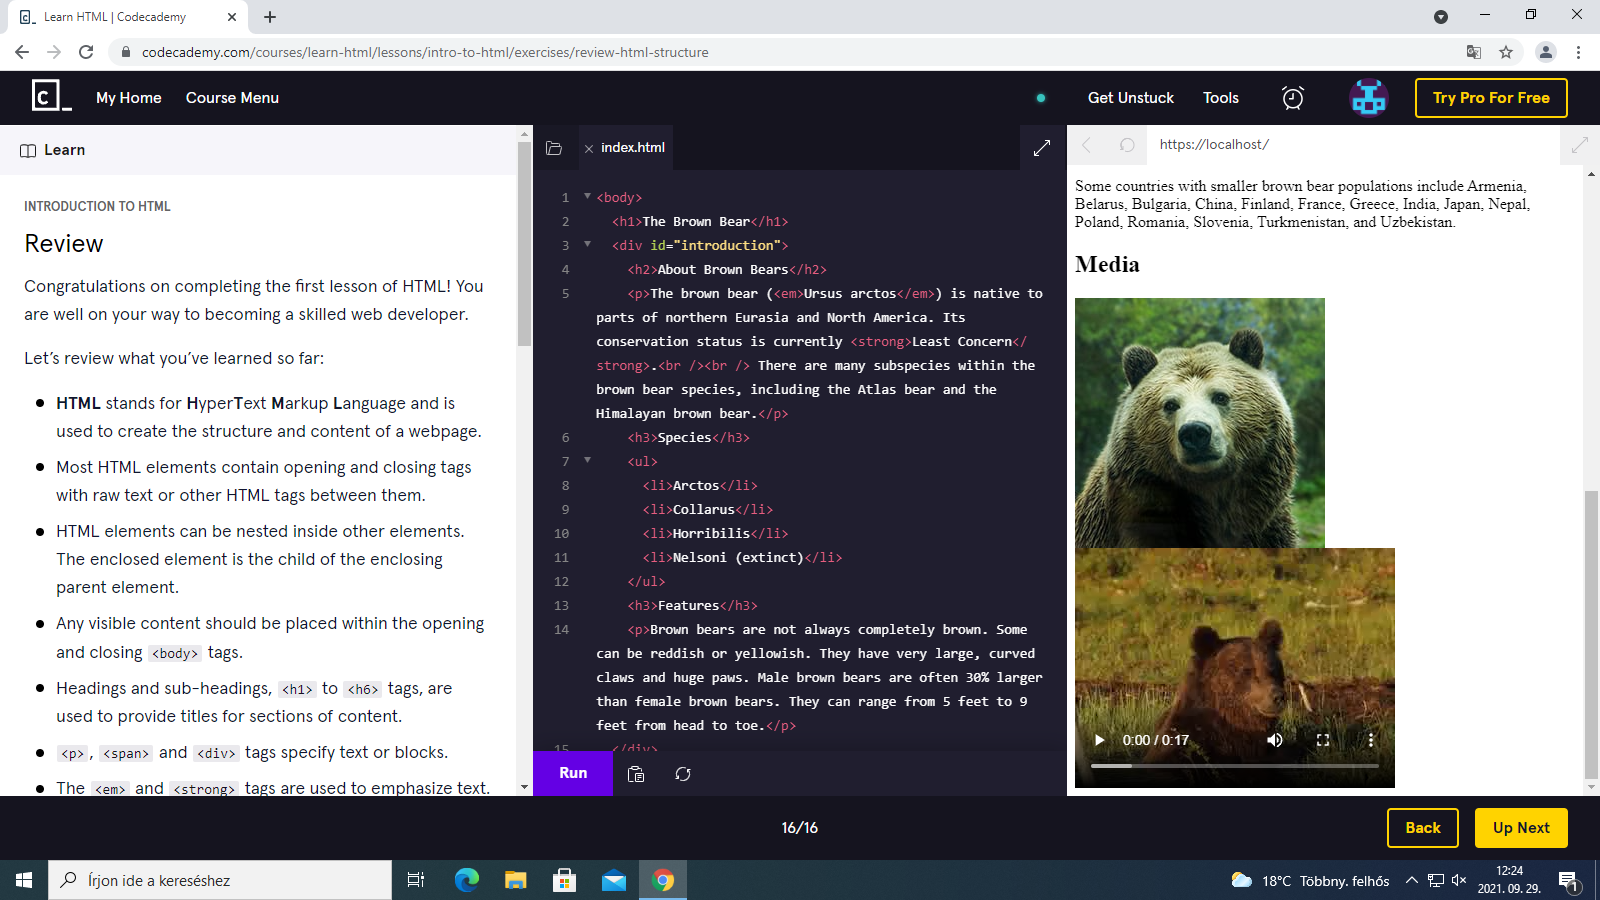 Learn HTML | Codecademy
codecademy.com/courses/learn-html/lessons/intro-to-html/exercises/review-html-structure
My Home
Course Menu
Get Unstuck
Tools
Try Pro For Free
Learn
INTRODUCTION TO HTML
Review
Congratulations on completing the first lesson of HTML! You
are well on your way to becoming a skilled web developer.
Let's review what you've learned so far:
HTML stands for HyperText Markup Language and is
used to create the structure and content of a webpage.
Most HTML elements contain opening and closing tags
with raw text or other HTML tags between them.
HTML elements can be nested inside other elements.
The enclosed element is the child of the enclosing
parent element.
Any visible content should be placed within the opening
and closing <body> tags.
Headings and sub-headings, <h1> to <h6> tags, are
used to provide titles for sections of content.
<p>, <span> and <div> tags specify text or blocks.
The <em> and <strong> tags are used to emphasize text.
index.html
1 <body>
2 <h1>The Brown Bear</h1>
3 <div id="introduction">
4 <h2>About Brown Bears</h2>
5 <p>The brown bear (<em>Ursus arctos</em>) is native to
parts of northern Eurasia and North America. Its
conservation status is currently <strong>Least Concern</
strong>.<br /><br /> There are many subspecies within the
brown bear species, including the Atlas bear and the
Himalayan brown bear.</p>
6 <h3>Species</h3>
7 <ul>
8 <li>Arctos</li>
9 <li>Collarus</li>
10 <li>Horribilis</li>
11 <li>Nelsoni (extinct)</li>
12 </ul>
13 <h3>Features</h3>
14 <p>Brown bears are not always completely brown. Some
can be reddish or yellowish. They have very large, curved
claws and huge paws. Male brown bears are often 30% larger
than female brown bears. They can range from 5 feet to 9
feet from head to toe.</p>
15 </div>
Run
https://localhost/
Some countries with smaller brown bear populations include Armenia,
Belarus, Bulgaria, China, Finland, France, Greece, India, Japan, Nepal,
Poland, Romania, Slovenia, Turkmenistan, and Uzbekistan.
Media
0:00 / 0:17
16/16
Back
Up Next
Írjon ide a kereséshez
18°C Többny. felhős
12:24
2021. 09. 29.
1